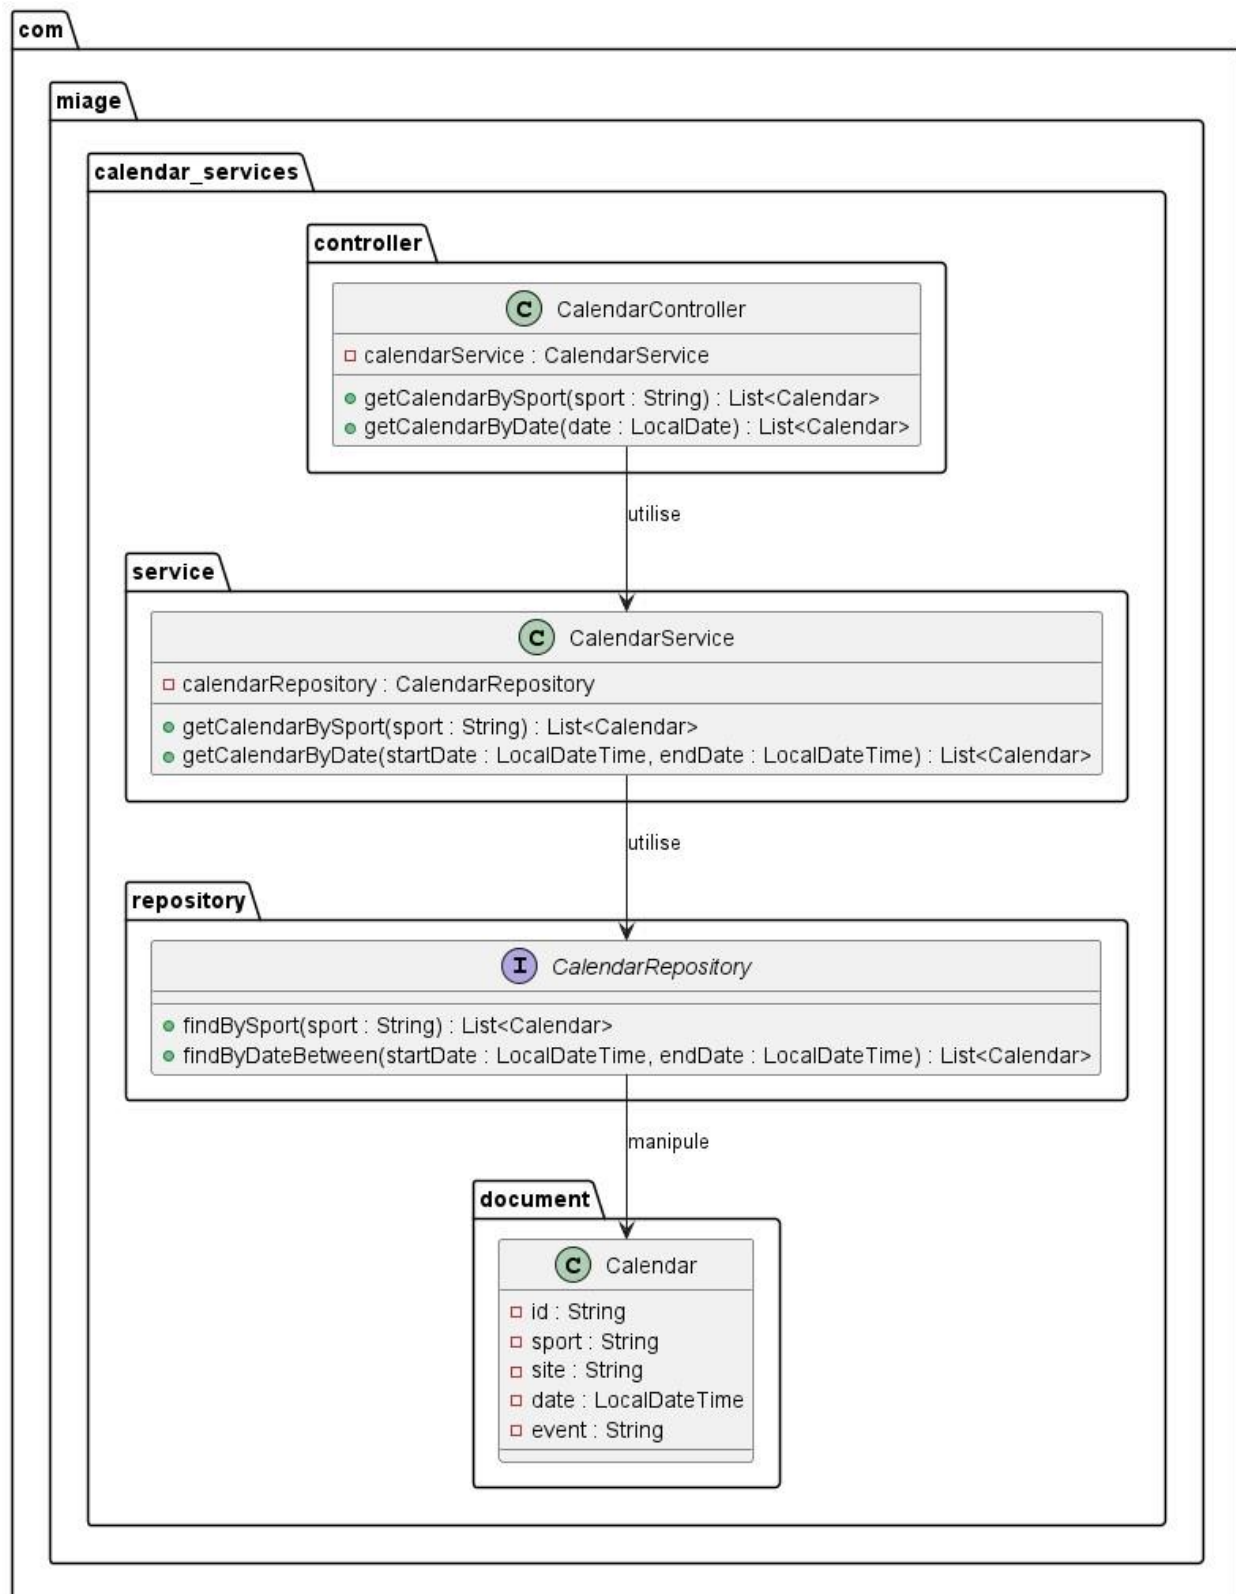 com
miage
calendar_services
controller
C CalendarController
calendarService : CalendarService
getCalendarBySport(sport : String) : List<Calendar>
getCalendarByDate(date : LocalDate) : List<Calendar>
utilise
service
C CalendarService
calendarRepository : CalendarRepository
getCalendarBySport(sport : String) : List<Calendar>
getCalendarByDate(startDate : LocalDateTime, endDate : LocalDateTime) : List<Calendar>
utilise
repository
I CalendarRepository
findBySport(sport : String) : List<Calendar>
findByDateBetween(startDate : LocalDateTime, endDate : LocalDateTime) : List<Calendar>
manipule
document
C Calendar
id : String
sport : String
site : String
date : LocalDateTime
event : String